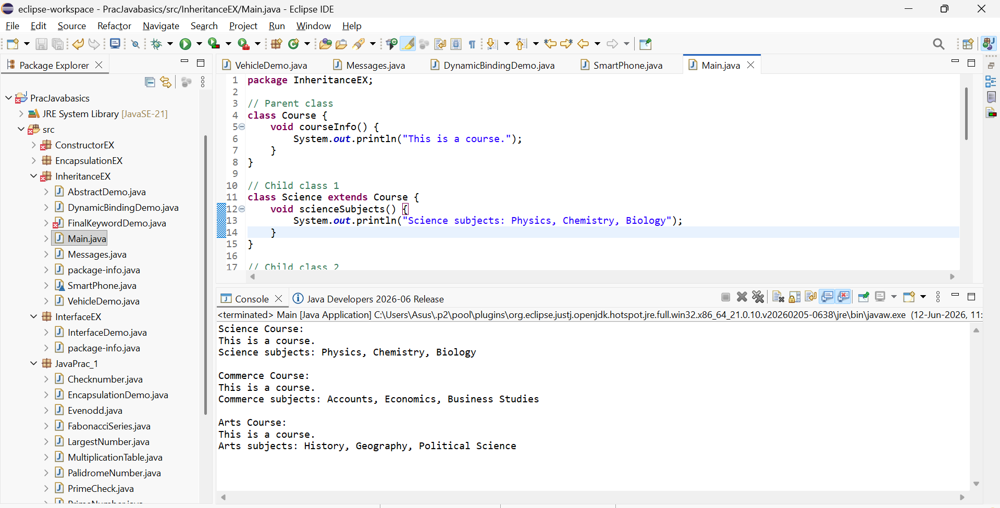 eclipse-workspace - PracJavabasics/src/InheritanceEX/Main.java - Eclipse IDE
File Edit Source Refactor Navigate Search Project Run Window Help
Package Explorer
PracJavabasics
JRE System Library [JavaSE-21]
src
ConstructorEX
EncapsulationEX
InheritanceEX
AbstractDemo.java
DynamicBindingDemo.java
FinalKeywordDemo.java
Main.java
Messages.java
package-info.java
SmartPhone.java
VehicleDemo.java
InterfaceEX
InterfaceDemo.java
package-info.java
JavaPrac_1
Checknumber.java
EncapsulationDemo.java
Evenodd.java
FabonacciSeries.java
LargestNumber.java
MultiplicationTable.java
PalidromeNumber.java
PrimeCheck.java
VehicleDemo.java Messages.java DynamicBindingDemo.java SmartPhone.java Main.java
1 package InheritanceEX;
2
3 // Parent class
4 class Course {
5 void courseInfo() {
6 System.out.println("This is a course.");
7 }
8 }
9
10 // Child class 1
11 class Science extends Course {
12 void scienceSubjects() {
13 System.out.println("Science subjects: Physics, Chemistry, Biology");
14 }
15 }
16
17 // Child class 2
Console Java Developers 2026-06 Release
<terminated> Main [Java Application] C:\Users\Asus\.p2\pool\plugins\org.eclipse.justj.openjdk.hotspot.jre.full.win32.x86_64_21.0.10.v20260205-0638\jre\bin\javaw.exe (12-Jun-2026, 11:
Science Course:
This is a course.
Science subjects: Physics, Chemistry, Biology
Commerce Course:
This is a course.
Commerce subjects: Accounts, Economics, Business Studies
Arts Course:
This is a course.
Arts subjects: History, Geography, Political Science